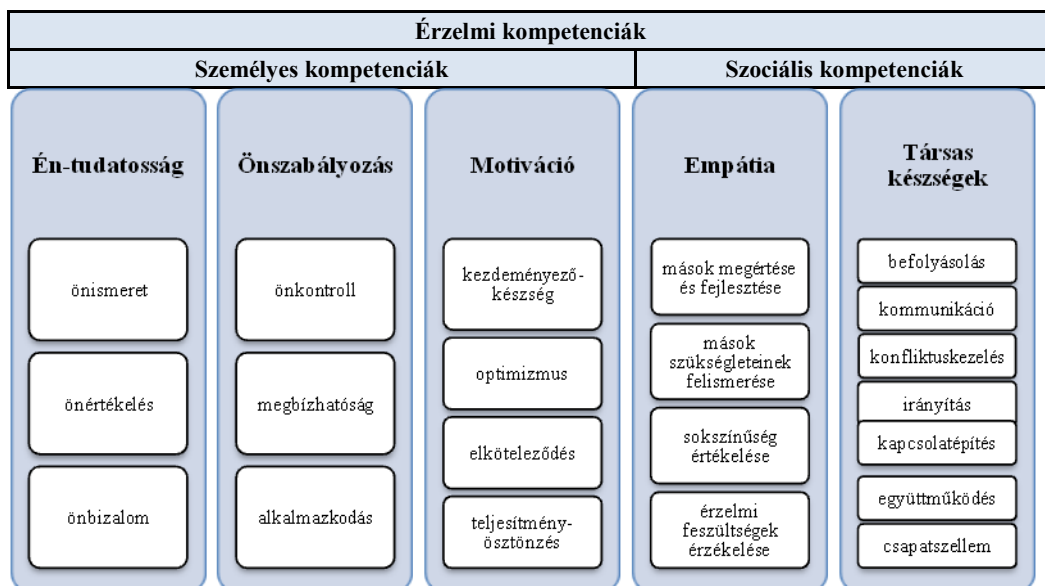 Érzelmi kompetenciák
Személyes kompetenciák
Szociális kompetenciák
Én-tudatosság
önismeret
önértékelés
önbizalom
Önszabályozás
önkontroll
megbízhatóság
alkalmazkodás
Motiváció
kezdeményező-
készség
optimizmus
elköteleződés
teljesítmény-
ösztönzés
Empátia
mások megértése
és fejlesztése
mások
szükségleteinek
felismerése
sokszínűség
értékelése
érzelmi
feszültségek
érzékelése
Társas
készségek
befolyásolás
kommunikáció
konfliktuskezelés
irányítás
kapcsolatépítés
együttműködés
csapatszellem